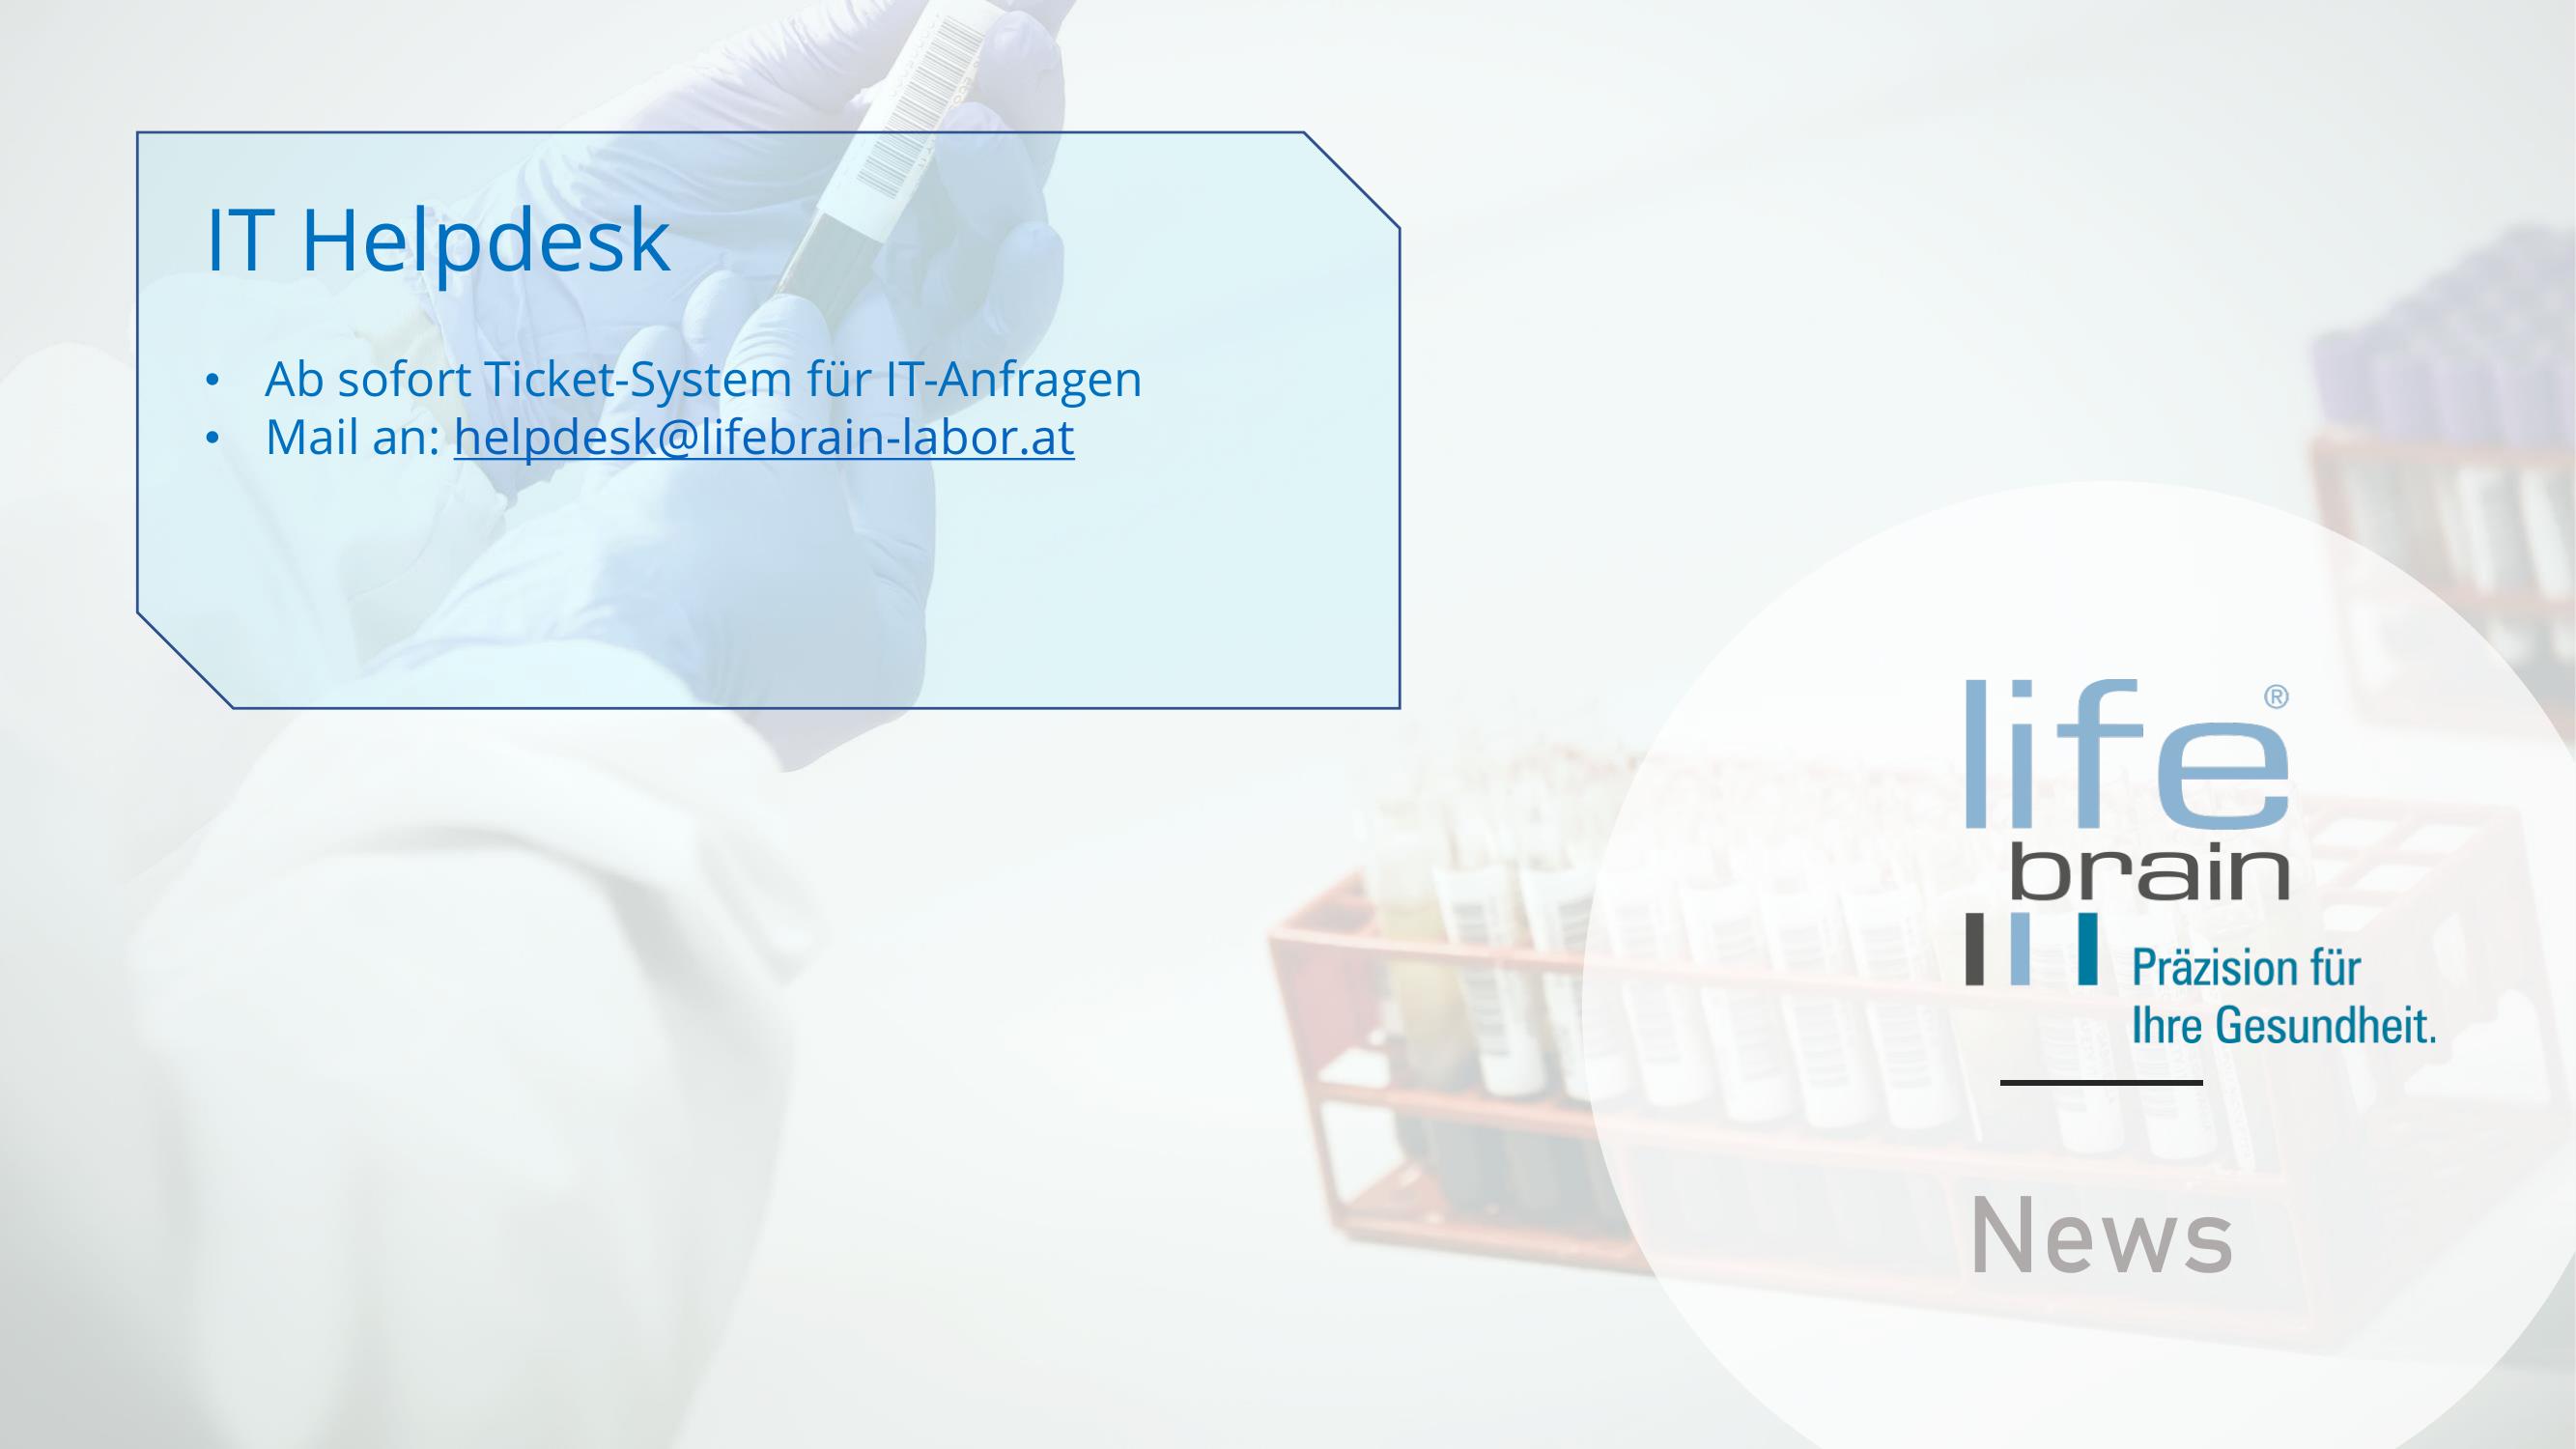 IT Helpdesk
• Ab sofort Ticket-System für IT-Anfragen
• Mail an: helpdesk@lifebrain-labor.at
life®
brain
Präzision für
Ihre Gesundheit.
News